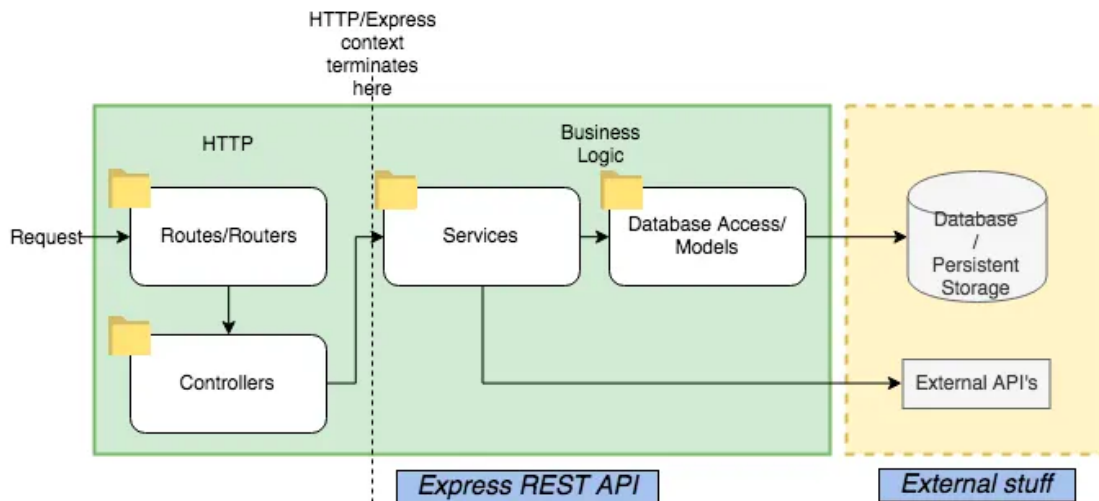 HTTP/Express
context
terminates
here
HTTP
Business
Logic
Request
Routes/Routers
Services
Database Access/
Models
Database
/
Persistent
Storage
Controllers
External API's
Express REST API
External stuff